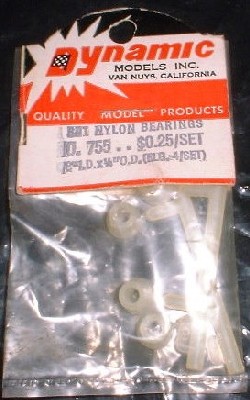 Dynamic
MODELS INC.
VAN NUYS, CALIFORNIA
QUALITY MODEL PRODUCTS
NYLON BEARINGS
755 .. $0.25/SET